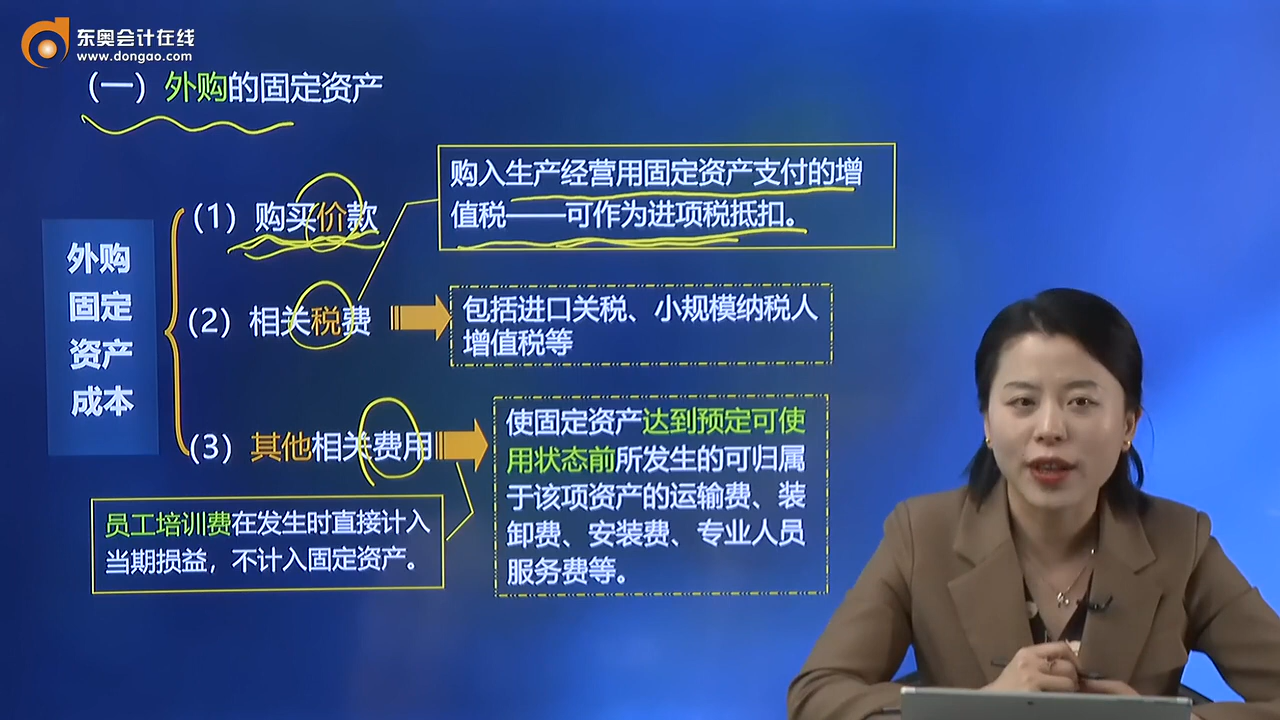 东奥会计在线
www.dongao.com
（一）外购的固定资产
购入生产经营用固定资产支付的增
值税——可作为进项税抵扣。
（1）购买价款
外购
固定
资产
成本
（2）相关税费
包括进口关税、小规模纳税人
增值税等
（3）其他相关费用
使固定资产达到预定可使
用状态前所发生的可归属
于该项资产的运输费、装
卸费、安装费、专业人员
服务费等。
员工培训费在发生时直接计入
当期损益，不计入固定资产。